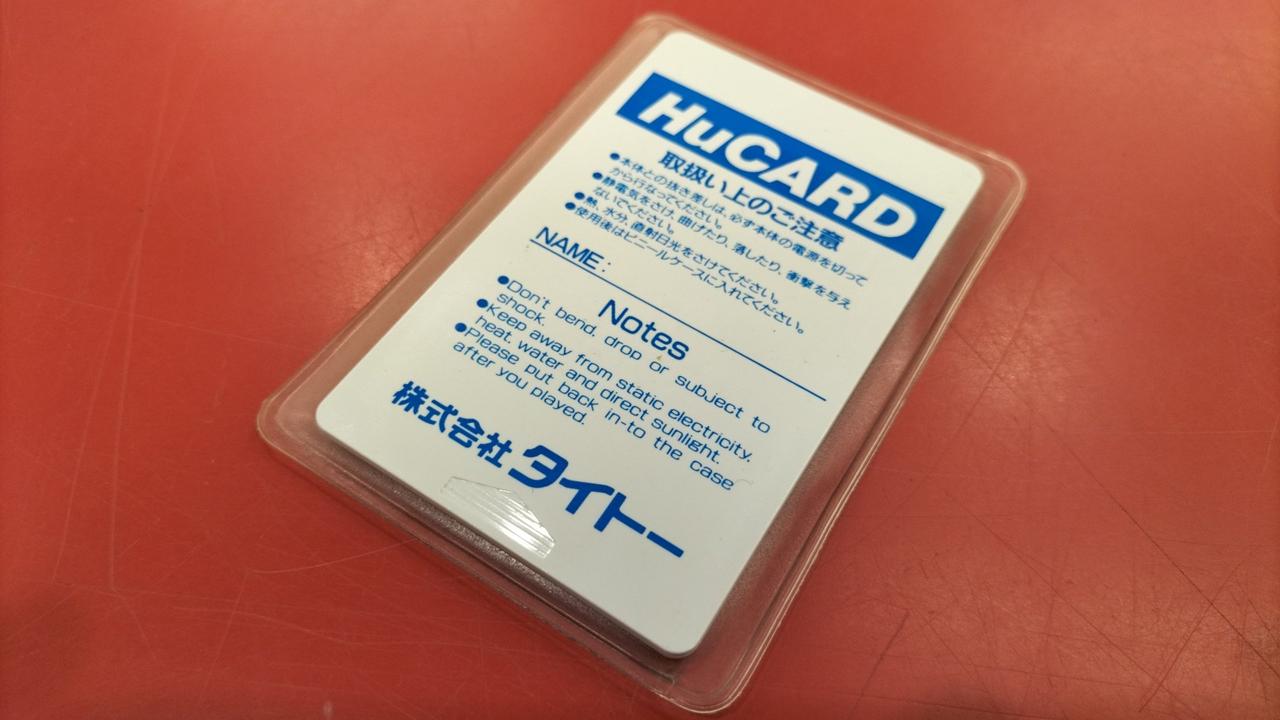 HuCARD
取扱い上のご注意
●本体との抜き差しは、必ず本体の電源を切って
から行なってください。
●静電気をさけ、曲げたり、落したり、衝撃を与え
ないでください。
●熱、水分、直射日光をさけてください。
●使用後はビニールケースに入れてください。
NAME:
Notes
●Don't bend, drop or subject to
shock.
●Keep away from static electricity,
heat, water and direct sunlight.
●Please put back in-to the case
after you played.
株式会社タイトー